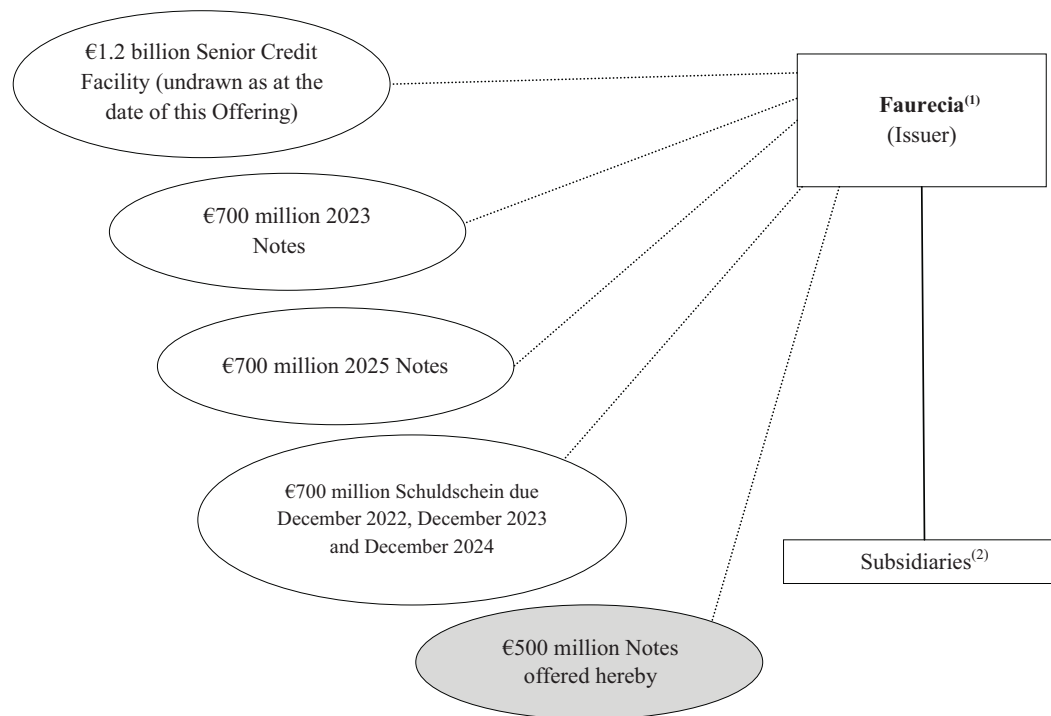 €1.2 billion Senior Credit
Facility (undrawn as at the
date of this Offering)
Faurecia(1)
(Issuer)
€700 million 2023
Notes
€700 million 2025 Notes
€700 million Schuldschein due
December 2022, December 2023
and December 2024
Subsidiaries(2)
€500 million Notes
offered hereby